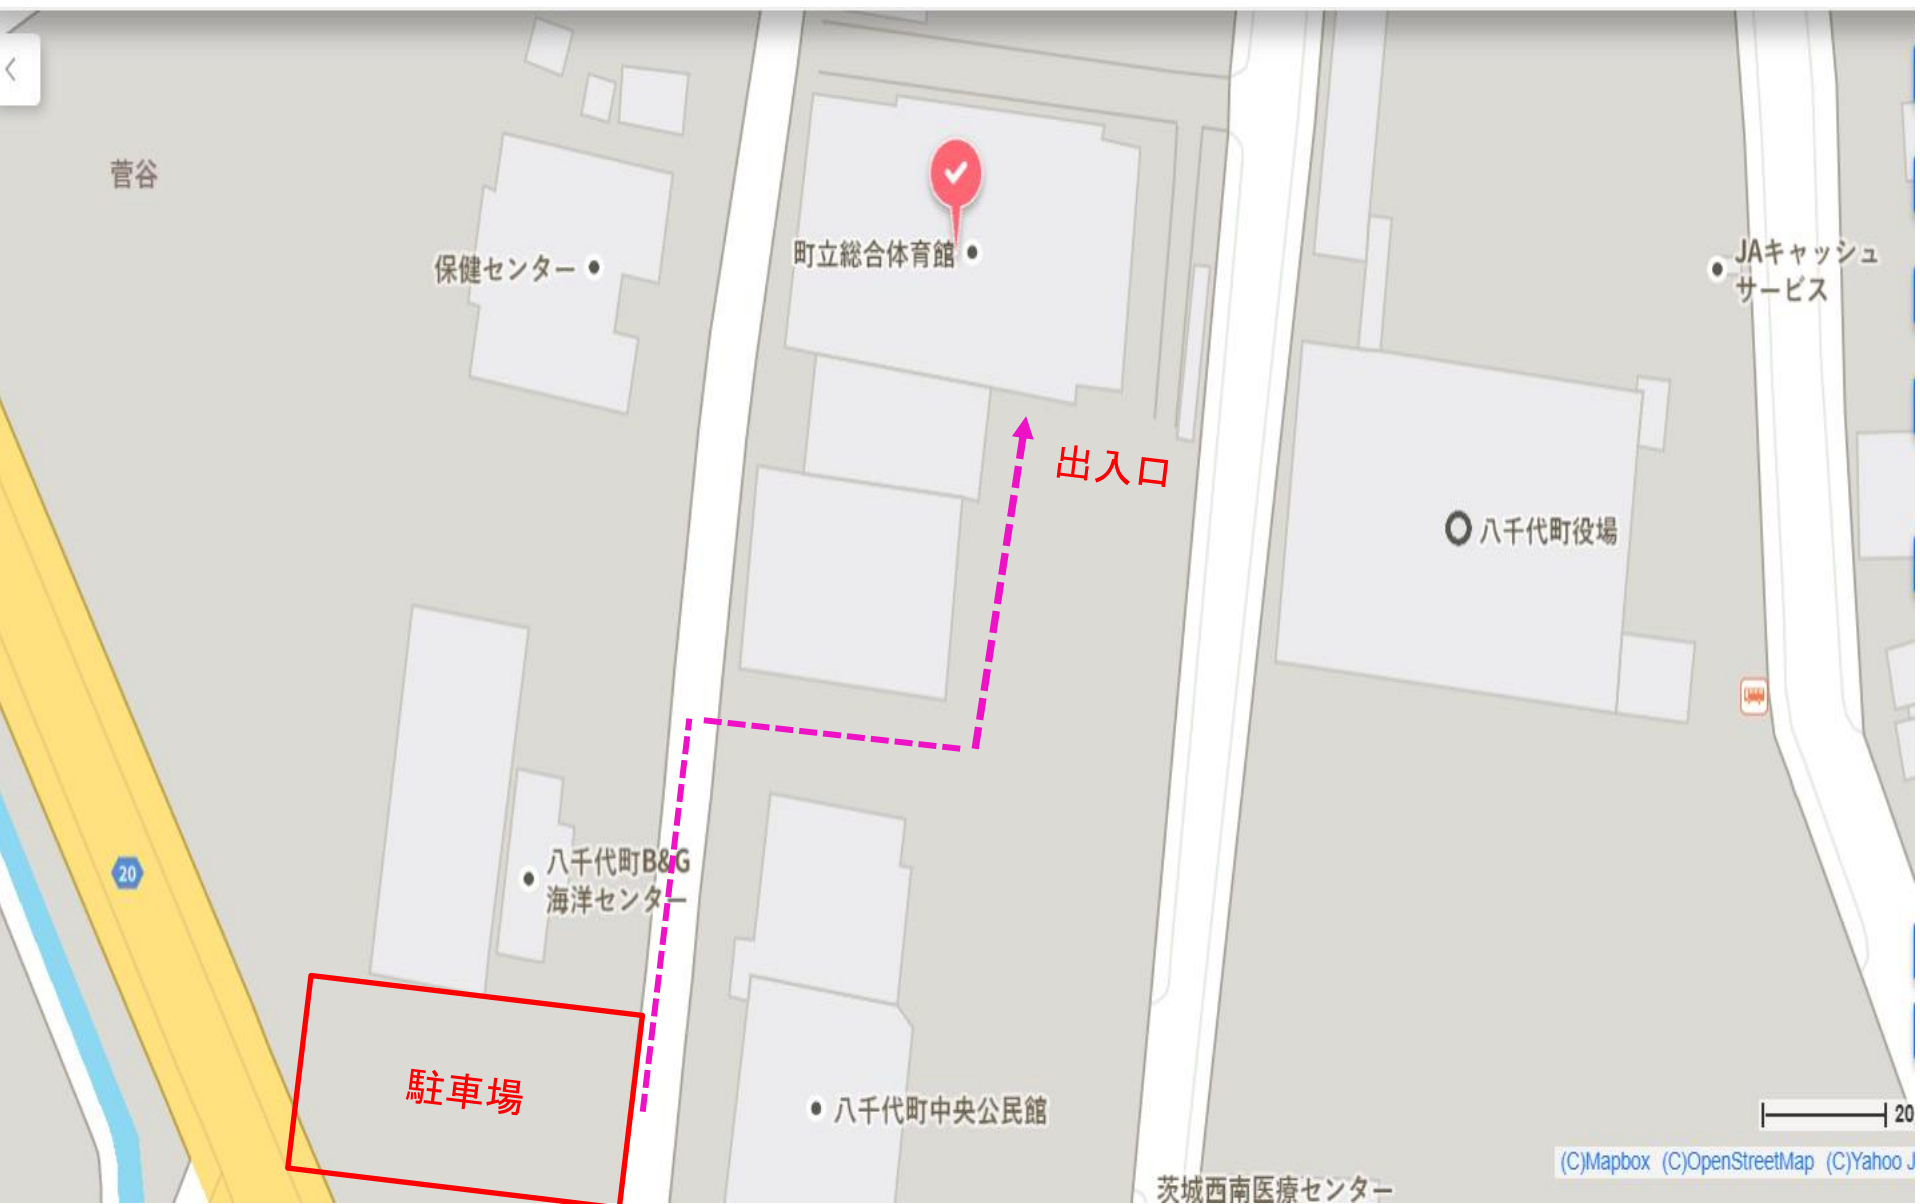 菅谷
保健センター
町立総合体育館
JAキャッシュ
サービス
出入口
八千代町役場
八千代町B&G
海洋センター
20
駐車場
八千代町中央公民館
20
(C)Mapbox (C)OpenStreetMap (C)Yahoo J
茨城西南医療センター